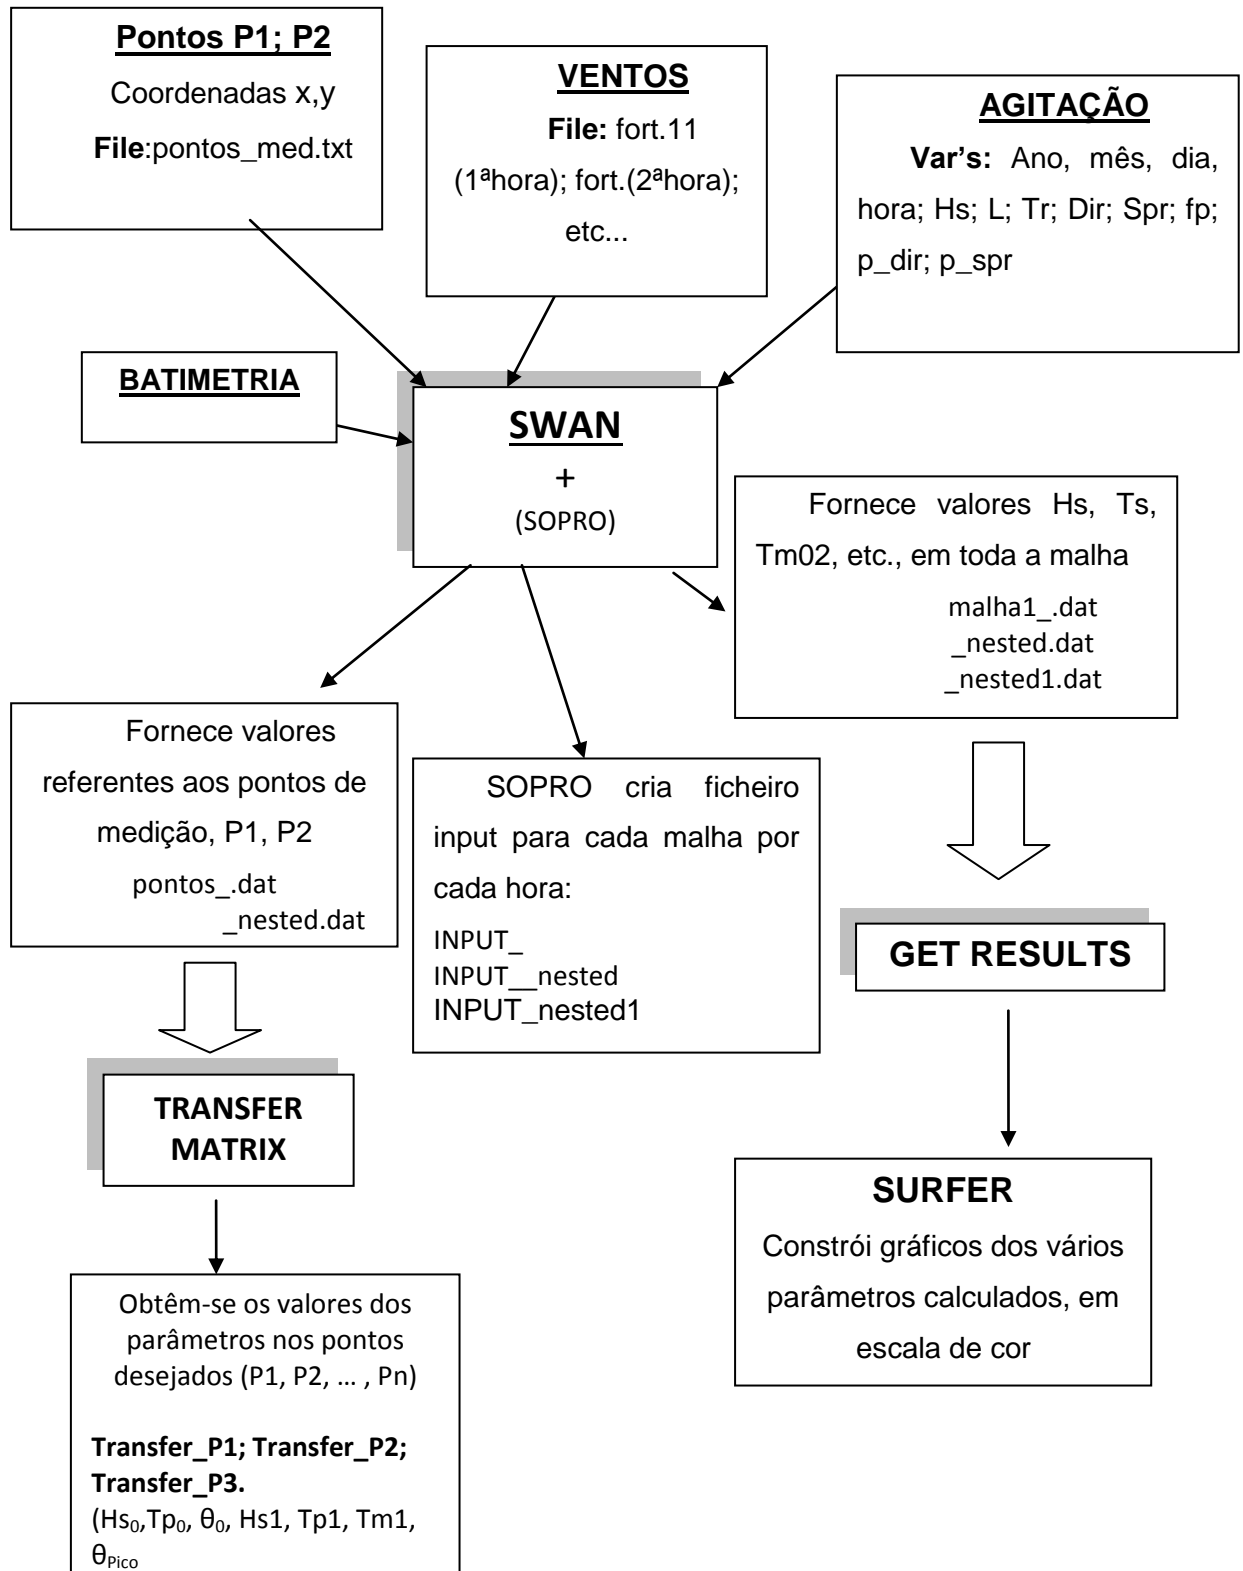 Pontos P1; P2
Coordenadas x,y
File:pontos_med.txt
VENTOS
File: fort.11
(1ªhora); fort.(2ªhora);
etc...
AGITAÇÃO
Var's: Ano, mês, dia,
hora; Hs; L; Tr; Dir; Spr; fp;
p_dir; p_spr
BATIMETRIA
SWAN
+
(SOPRO)
Fornece valores Hs, Ts,
Tm02, etc., em toda a malha
malha1_.dat
_nested.dat
_nested1.dat
Fornece valores
referentes aos pontos de
medição, P1, P2
pontos_.dat
_nested.dat
SOPRO cria ficheiro
input para cada malha por
cada hora:
INPUT_
INPUT__nested
INPUT_nested1
GET RESULTS
TRANSFER
MATRIX
SURFER
Constrói gráficos dos vários
parâmetros calculados, em
escala de cor
Obtêm-se os valores dos
parâmetros nos pontos
desejados (P1, P2, ... , Pn)
Transfer_P1; Transfer_P2;
Transfer_P3.
(Hs₀,Tp₀, θ₀, Hs1, Tp1, Tm1,
θPico